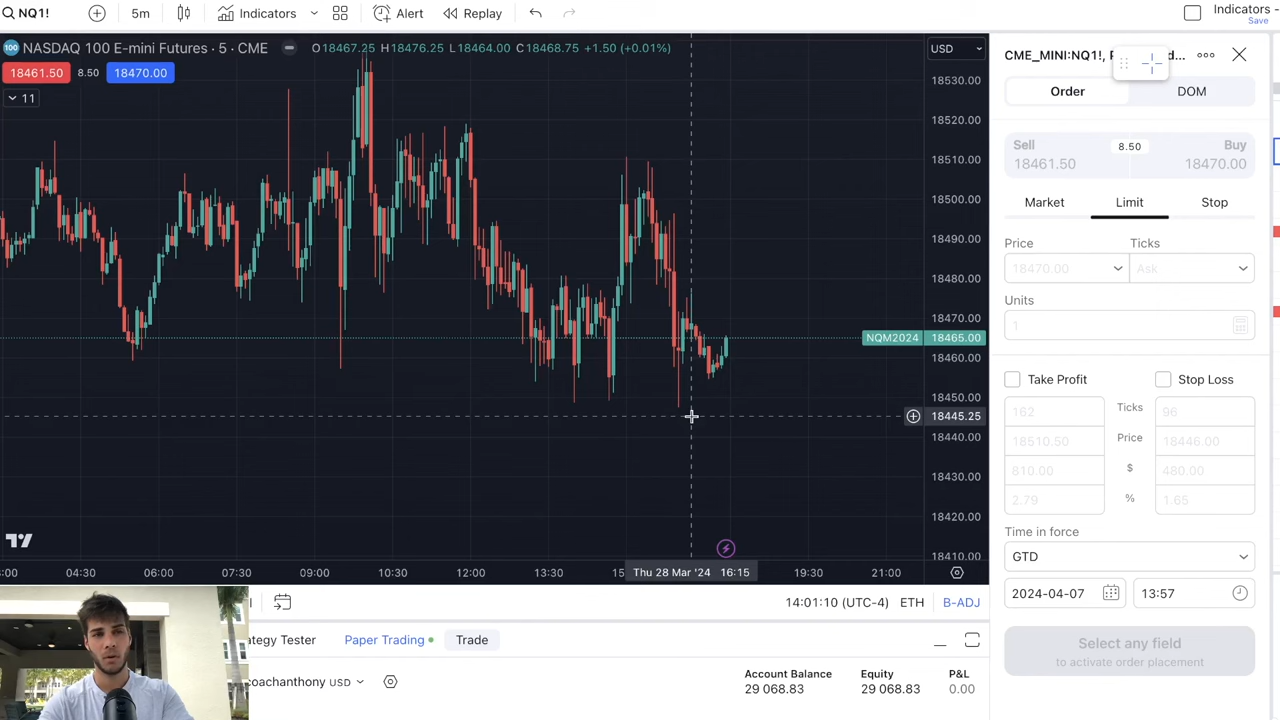 NQ1!
5m
Indicators
Alert
Replay
Indicators -
Save
100 NASDAQ 100 E-mini Futures · 5 · CME
O18467.25 H18476.25 L18464.00 C18468.75 +1.50 (+0.01%)
18461.50 8.50 18470.00
11
USD
18530.00
18520.00
18510.00
18500.00
18490.00
18480.00
18470.00
NQM2024 18465.00
18460.00
18450.00
18445.25
18440.00
18430.00
18420.00
18410.00
:00 04:30 06:00 07:30 09:00 10:30 12:00 13:30 15 Thu 28 Mar '24 16:15 19:30 21:00
14:01:10 (UTC-4) ETH B-ADJ
ategy Tester Paper Trading Trade
coachanthony USD
Account Balance Equity P&L
29 068.83 29 068.83 0.00
CME_MINI:NQ1!, P d...
Order DOM
Sell 8.50 Buy
18461.50 18470.00
Market Limit Stop
Price Ticks
18470.00 Ask
Units
1
Take Profit Stop Loss
162 Ticks 96
18510.50 Price 18446.00
810.00 $ 480.00
2.79 % 1.65
Time in force
GTD
2024-04-07 13:57
Select any field
to activate order placement